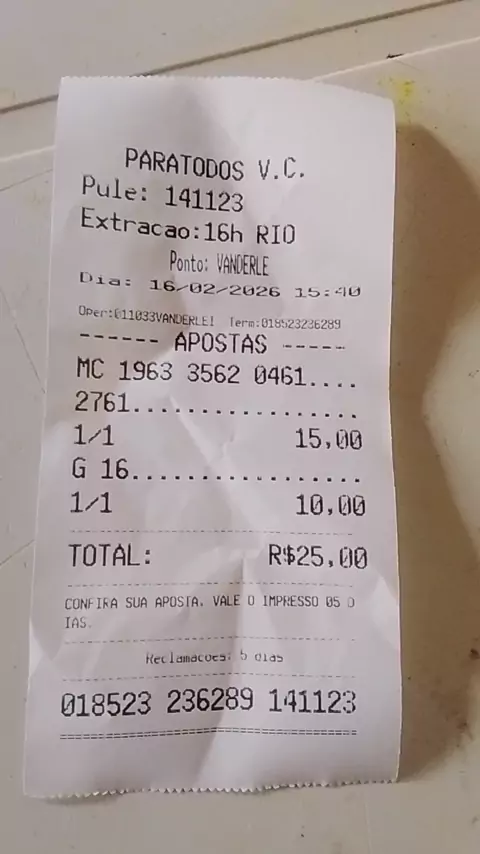 PARATODOS V.C.
Pule: 141123
Extracao:16h RIO
Ponto: VANDERLE
Dia: 16/02/2026 15:40
Oper:011033VANDERLEI Term:018523236289
------ APOSTAS -----
MC 1963 3562 0461....
2761.................
1/1 15,00
G 16.................
1/1 10,00
TOTAL: R$25,00
CONFIRA SUA APOSTA. VALE O IMPRESSO 05 D
IAS.
Reclamacoes: 5 dias
018523 236289 141123